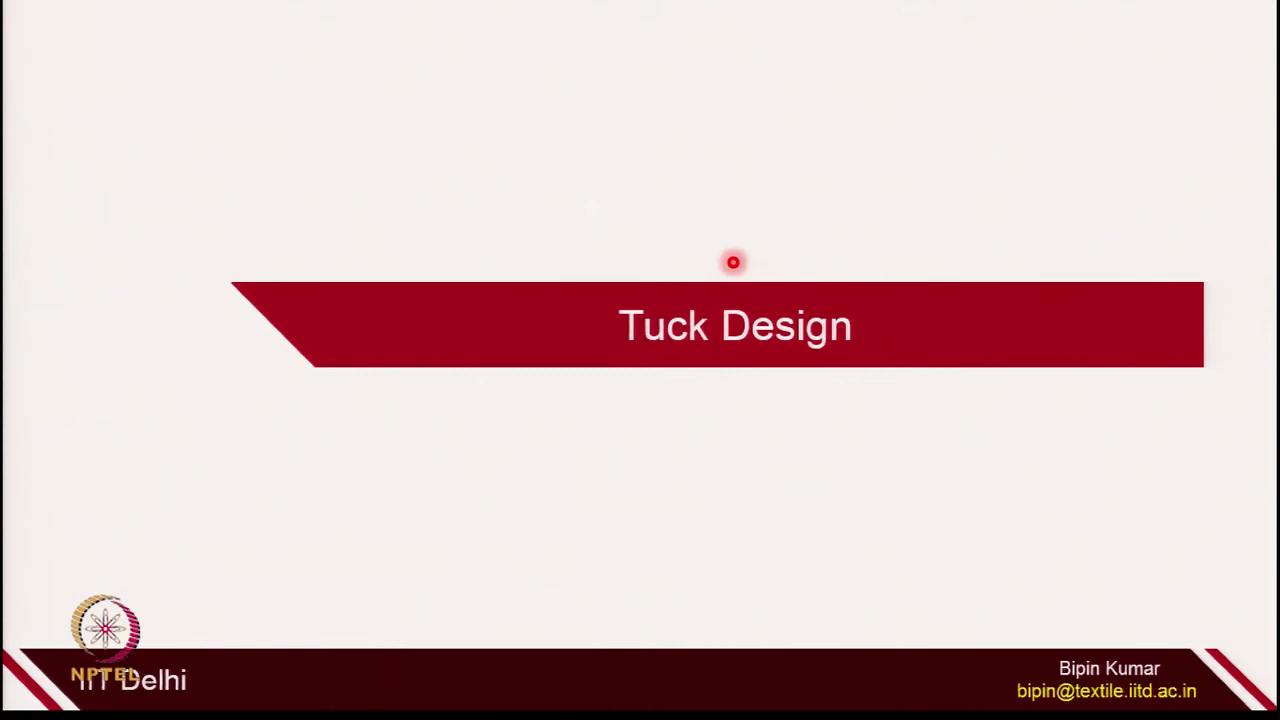 Tuck Design
NPTEL
IIT Delhi
Bipin Kumar
bipin@textile.iitd.ac.in